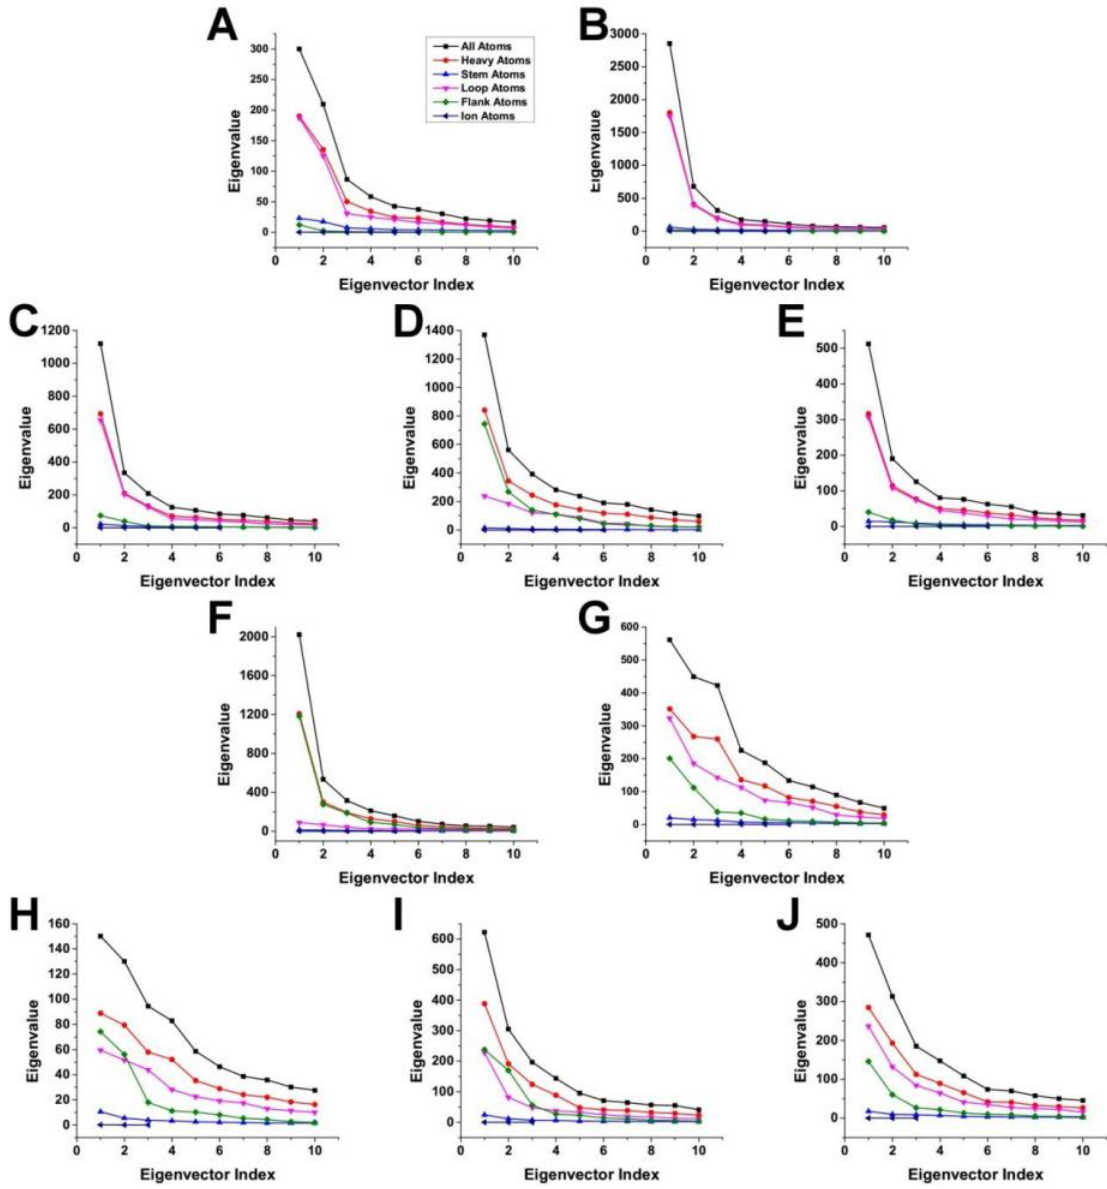 A
300
250
200
150
100
50
0
Eigenvalue
0 2 4 6 8 10
Eigenvector Index
All Atoms
Heavy Atoms
Stem Atoms
Loop Atoms
Flank Atoms
Ion Atoms
B
3000
2500
2000
1500
1000
500
0
Eigenvalue
0 2 4 6 8 10
Eigenvector Index
C
1200
1000
800
600
400
200
0
Eigenvalue
0 2 4 6 8 10
Eigenvector Index
D
1400
1200
1000
800
600
400
200
0
Eigenvalue
0 2 4 6 8 10
Eigenvector Index
E
500
400
300
200
100
0
Eigenvalue
0 2 4 6 8 10
Eigenvector Index
F
2000
1600
1200
800
400
0
Eigenvalue
0 2 4 6 8 10
Eigenvector Index
G
600
500
400
300
200
100
0
Eigenvalue
0 2 4 6 8 10
Eigenvector Index
H
160
140
120
100
80
60
40
20
0
Eigenvalue
0 2 4 6 8 10
Eigenvector Index
I
600
500
400
300
200
100
0
Eigenvalue
0 2 4 6 8 10
Eigenvector Index
J
500
400
300
200
100
0
Eigenvalue
0 2 4 6 8 10
Eigenvector Index